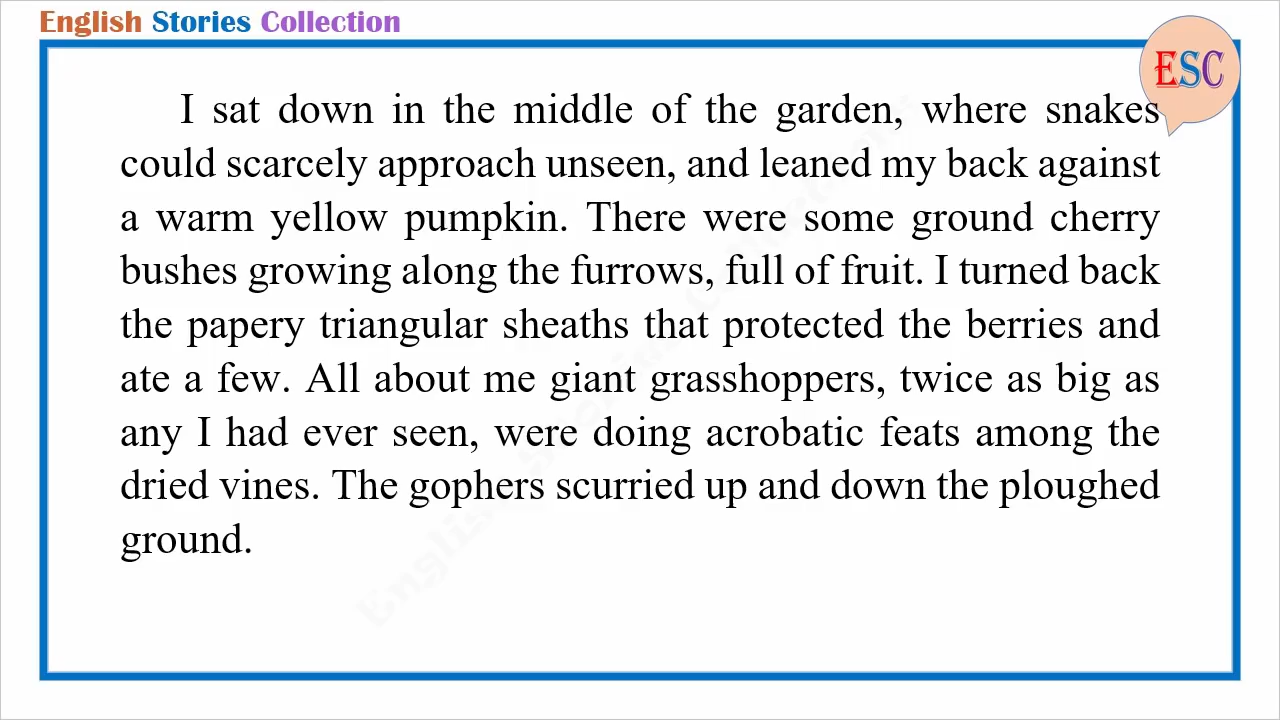 English Stories Collection
ESC
I sat down in the middle of the garden, where snakes
could scarcely approach unseen, and leaned my back against
a warm yellow pumpkin. There were some ground cherry
bushes growing along the furrows, full of fruit. I turned back
the papery triangular sheaths that protected the berries and
ate a few. All about me giant grasshoppers, twice as big as
any I had ever seen, were doing acrobatic feats among the
dried vines. The gophers scurried up and down the ploughed
ground.